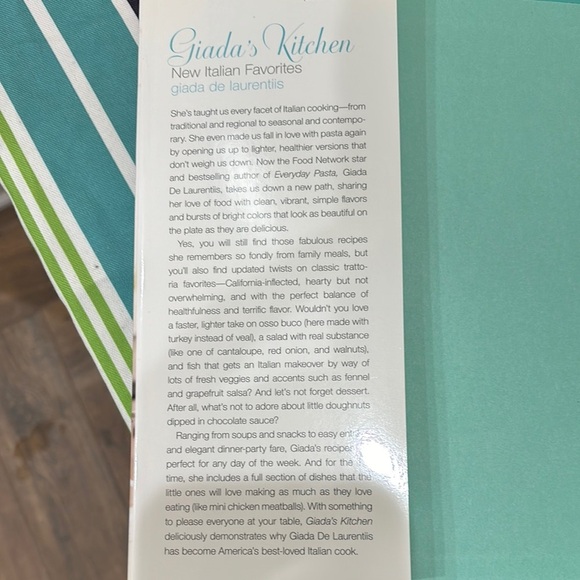 Giada's Kitchen
New Italian Favorites
giada de laurentiis
She's taught us every facet of Italian cooking—from
traditional and regional to seasonal and contempo-
rary. She even made us fall in love with pasta again
by opening us up to lighter, healthier versions that
don't weigh us down. Now the Food Network star
and bestselling author of Everyday Pasta, Giada
De Laurentiis, takes us down a new path, sharing
her love of food with clean, vibrant, simple flavors
and bursts of bright colors that look as beautiful on
the plate as they are delicious.
Yes, you will still find those fabulous recipes
she remembers so fondly from family meals, but
you'll also find updated twists on classic tratto-
ria favorites—California-inflected, hearty but not
overwhelming, and with the perfect balance of
healthfulness and terrific flavor. Wouldn't you love
a faster, lighter take on osso buco (here made with
turkey instead of veal), a salad with real substance
(like one of cantaloupe, red onion, and walnuts),
and fish that gets an Italian makeover by way of
lots of fresh veggies and accents such as fennel
and grapefruit salsa? And let's not forget dessert.
After all, what's not to adore about little doughnuts
dipped in chocolate sauce?
Ranging from soups and snacks to easy
and elegant dinner-party fare, Giada's
perfect for any day of the week. And for the
time, she includes a full section of dishes that the
little ones will love making as much as they love
eating (like mini chicken meatballs). With something
to please everyone at your table, Giada's Kitchen
deliciously demonstrates why Giada De Laurentiis
has become America's best-loved Italian cook.